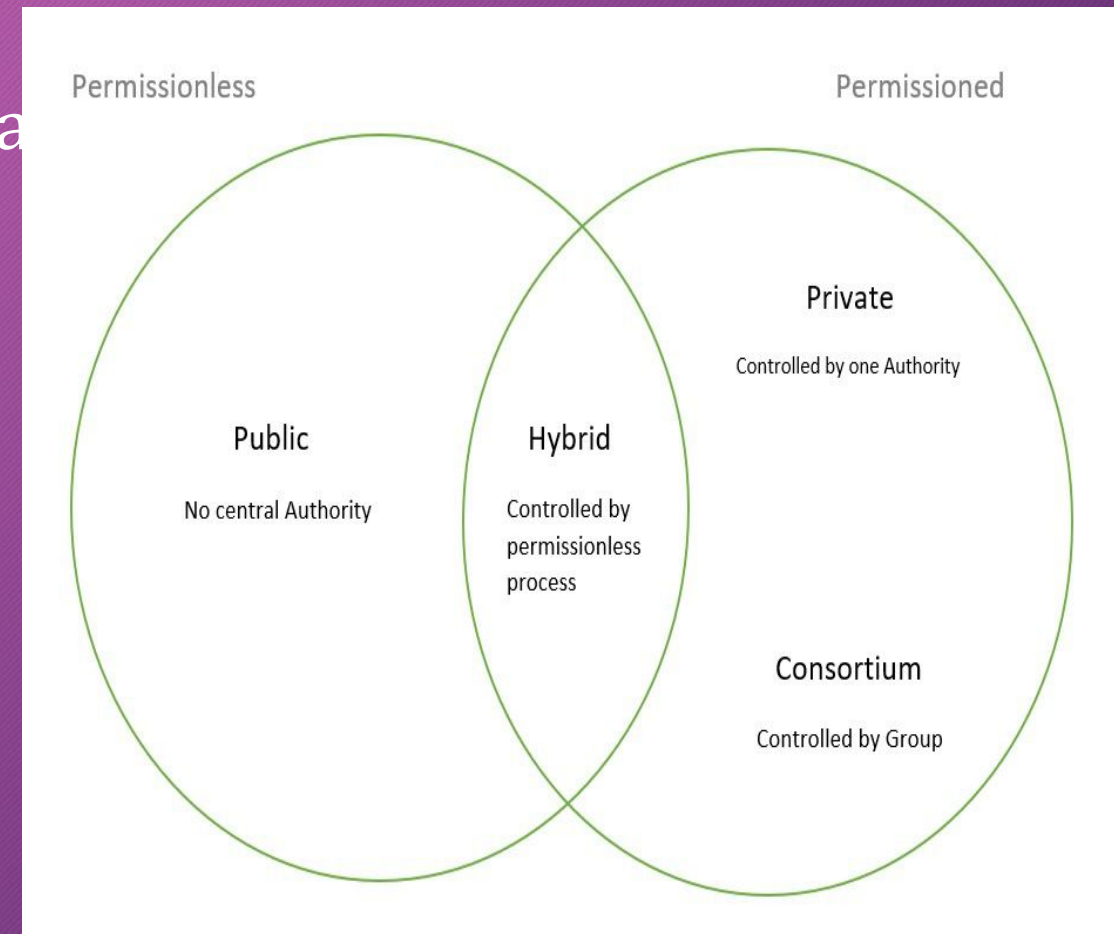 Permissionless
Permissioned
a
Private
Controlled by one Authority
Public
No central Authority
Hybrid
Controlled by
permissionless
process
Consortium
Controlled by Group